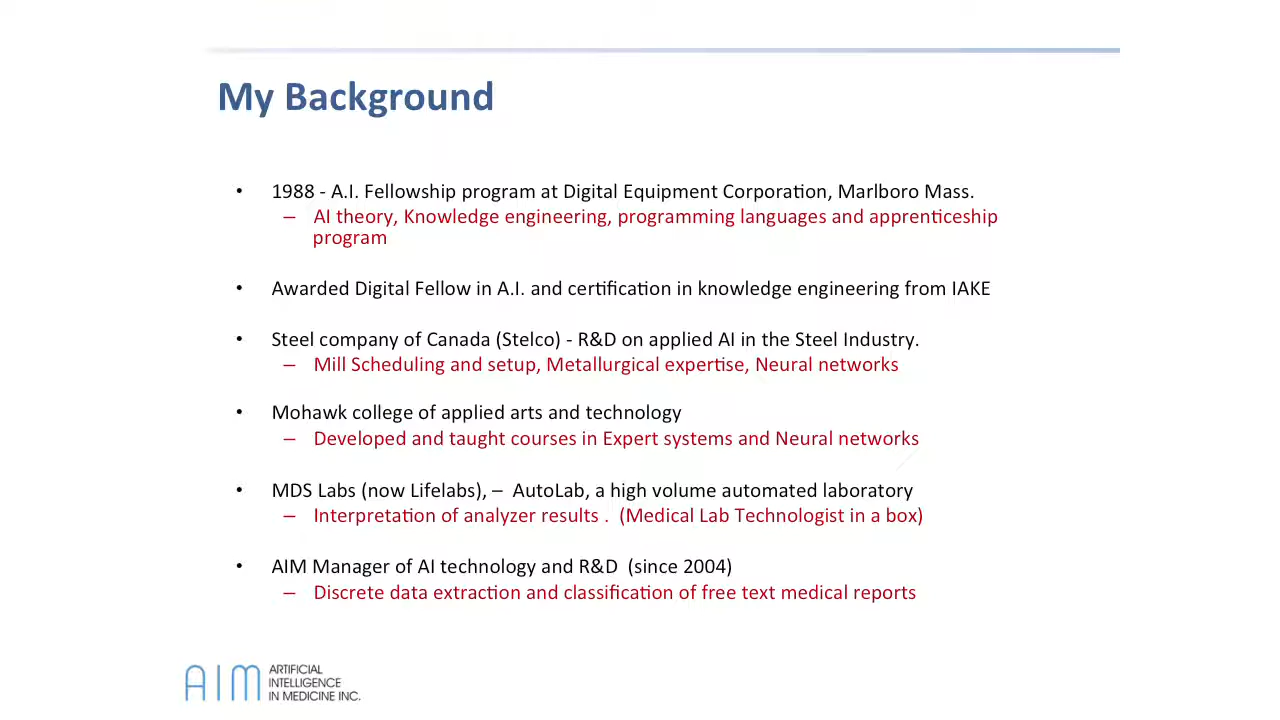 My Background
• 1988 - A.I. Fellowship program at Digital Equipment Corporation, Marlboro Mass.
– AI theory, Knowledge engineering, programming languages and apprenticeship
program
• Awarded Digital Fellow in A.I. and certification in knowledge engineering from IAKE
• Steel company of Canada (Stelco) - R&D on applied AI in the Steel Industry.
– Mill Scheduling and setup, Metallurgical expertise, Neural networks
• Mohawk college of applied arts and technology
– Developed and taught courses in Expert systems and Neural networks
• MDS Labs (now Lifelabs), – AutoLab, a high volume automated laboratory
– Interpretation of analyzer results . (Medical Lab Technologist in a box)
• AIM Manager of AI technology and R&D (since 2004)
– Discrete data extraction and classification of free text medical reports
AIM
ARTIFICIAL
INTELLIGENCE
IN MEDICINE INC.